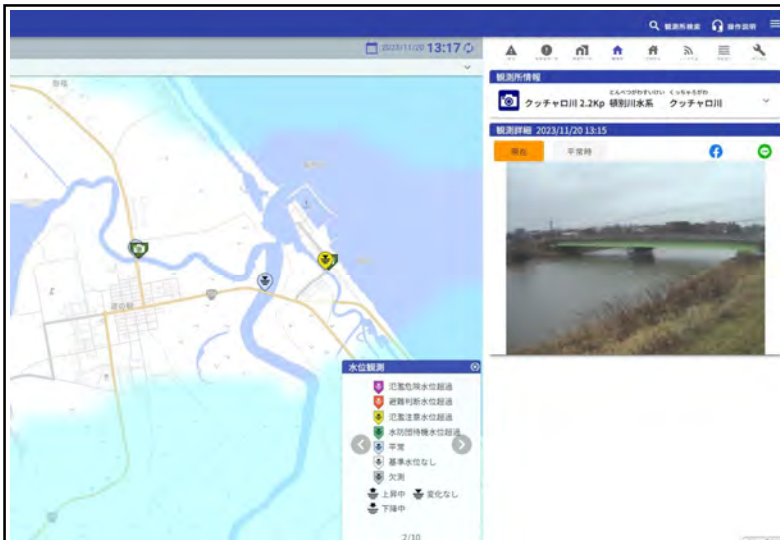 観測所検索 操作説明
2023/11/20 13:17
観測所情報
とんべつがわすいけい くっちゃろがわ
クッチャロ川 2.2Kp 頓別川水系 クッチャロ川
観測詳細 2023/11/20 13:15
現在 平常時
水位観測
氾濫危険水位超過
避難判断水位超過
氾濫注意水位超過
水防団待機水位超過
平常
基準水位なし
欠測
上昇中 変化なし
下降中
2/10